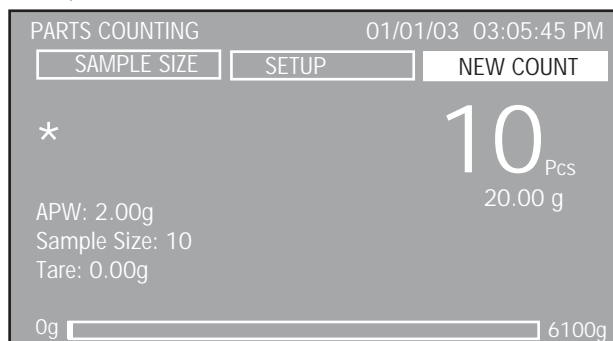 PARTS COUNTING 01/01/03 03:05:45 PM
SAMPLE SIZE SETUP NEW COUNT
*
10 Pcs
20.00 g
APW: 2.00g
Sample Size: 10
Tare: 0.00g
0g 6100g